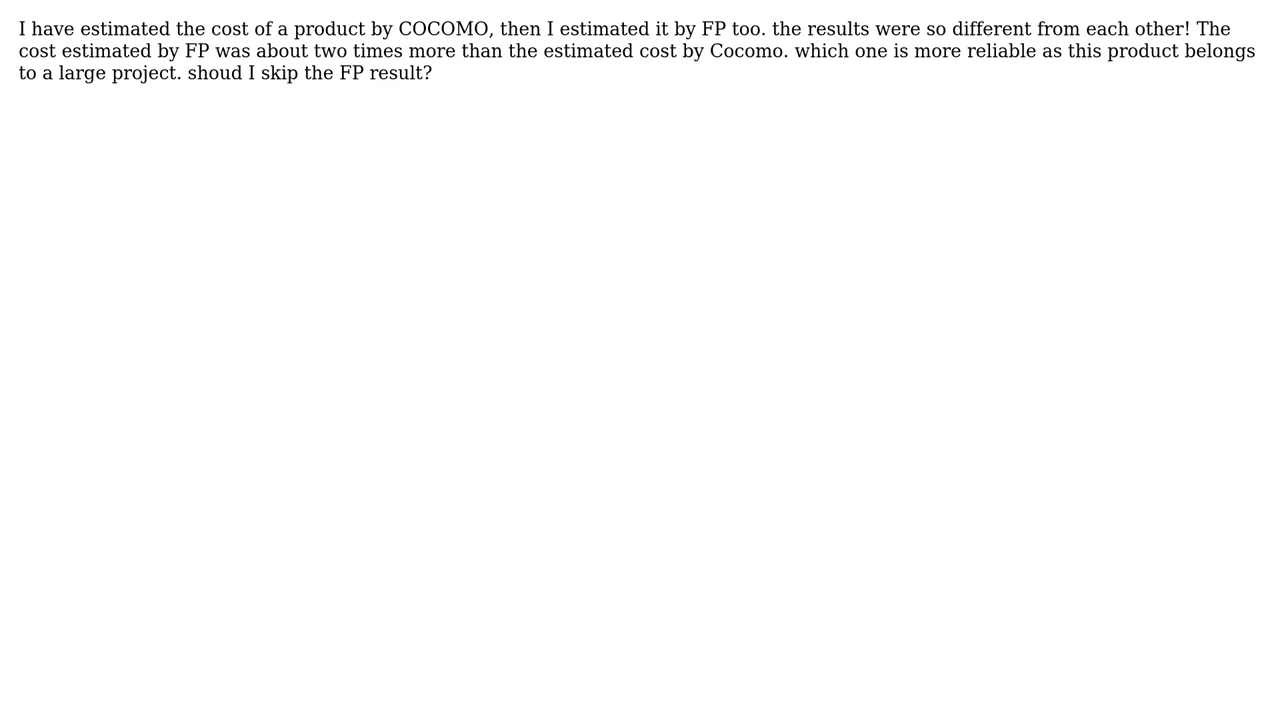 I have estimated the cost of a product by COCOMO, then I estimated it by FP too. the results were so different from each other! The
cost estimated by FP was about two times more than the estimated cost by Cocomo. which one is more reliable as this product belongs
to a large project. shoud I skip the FP result?